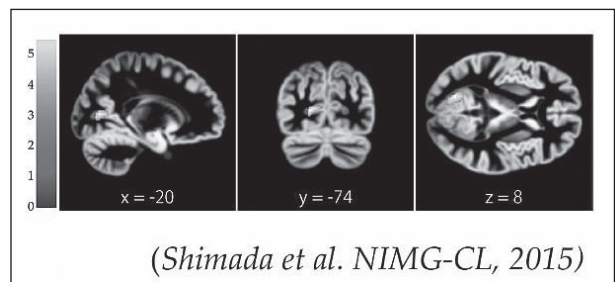 5
4
3
2
1
0
x = -20
y = -74
z = 8
(Shimada et al. NIMG-CL, 2015)